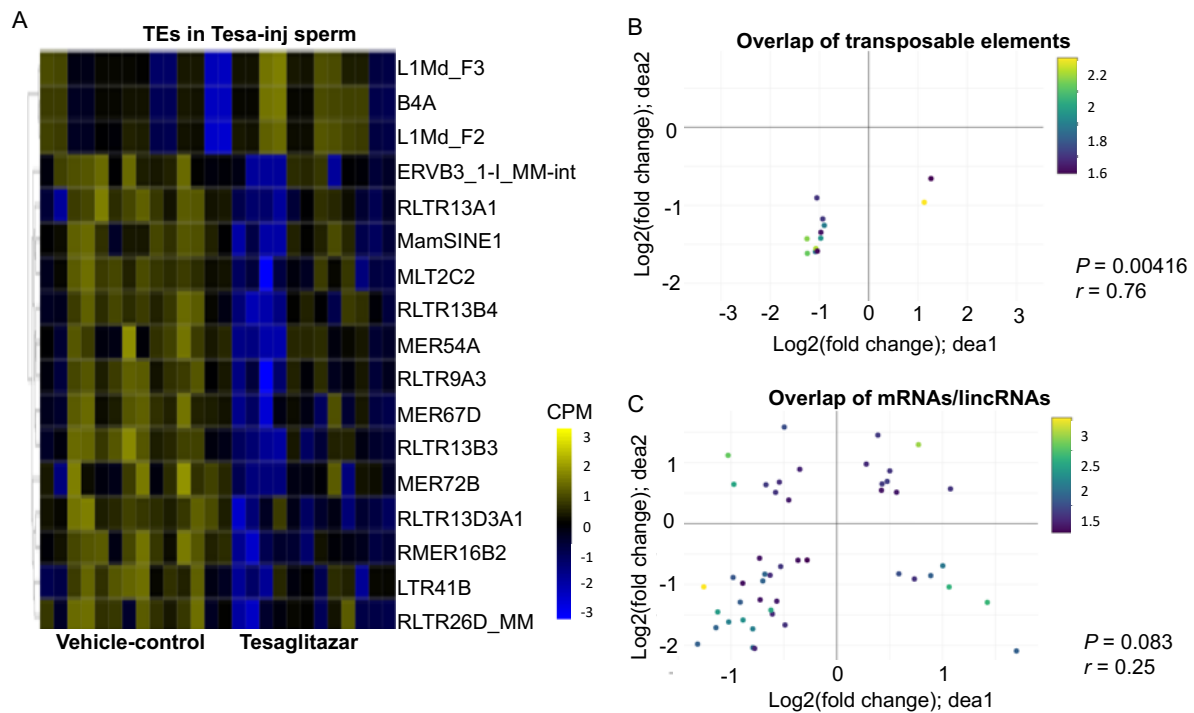 A
TEs in Tesa-inj sperm
L1Md_F3
B4A
L1Md_F2
ERVB3_1-I_MM-int
RLTR13A1
MamSINE1
MLT2C2
RLTR13B4
MER54A
RLTR9A3
MER67D
RLTR13B3
MER72B
RLTR13D3A1
RMER16B2
LTR41B
RLTR26D_MM
Vehicle-control
Tesaglitazar
CPM
3
2
1
0
-1
-2
-3
B
Overlap of transposable elements
Log2(fold change); dea2
0
-1
-2
-3 -2 -1 0 1 2 3
Log2(fold change); dea1
2.2
2
1.8
1.6
P = 0.00416
r = 0.76
C
Overlap of mRNAs/lincRNAs
Log2(fold change); dea2
1
0
-1
-2
-1 0 1
Log2(fold change); dea1
3
2.5
2
1.5
P = 0.083
r = 0.25